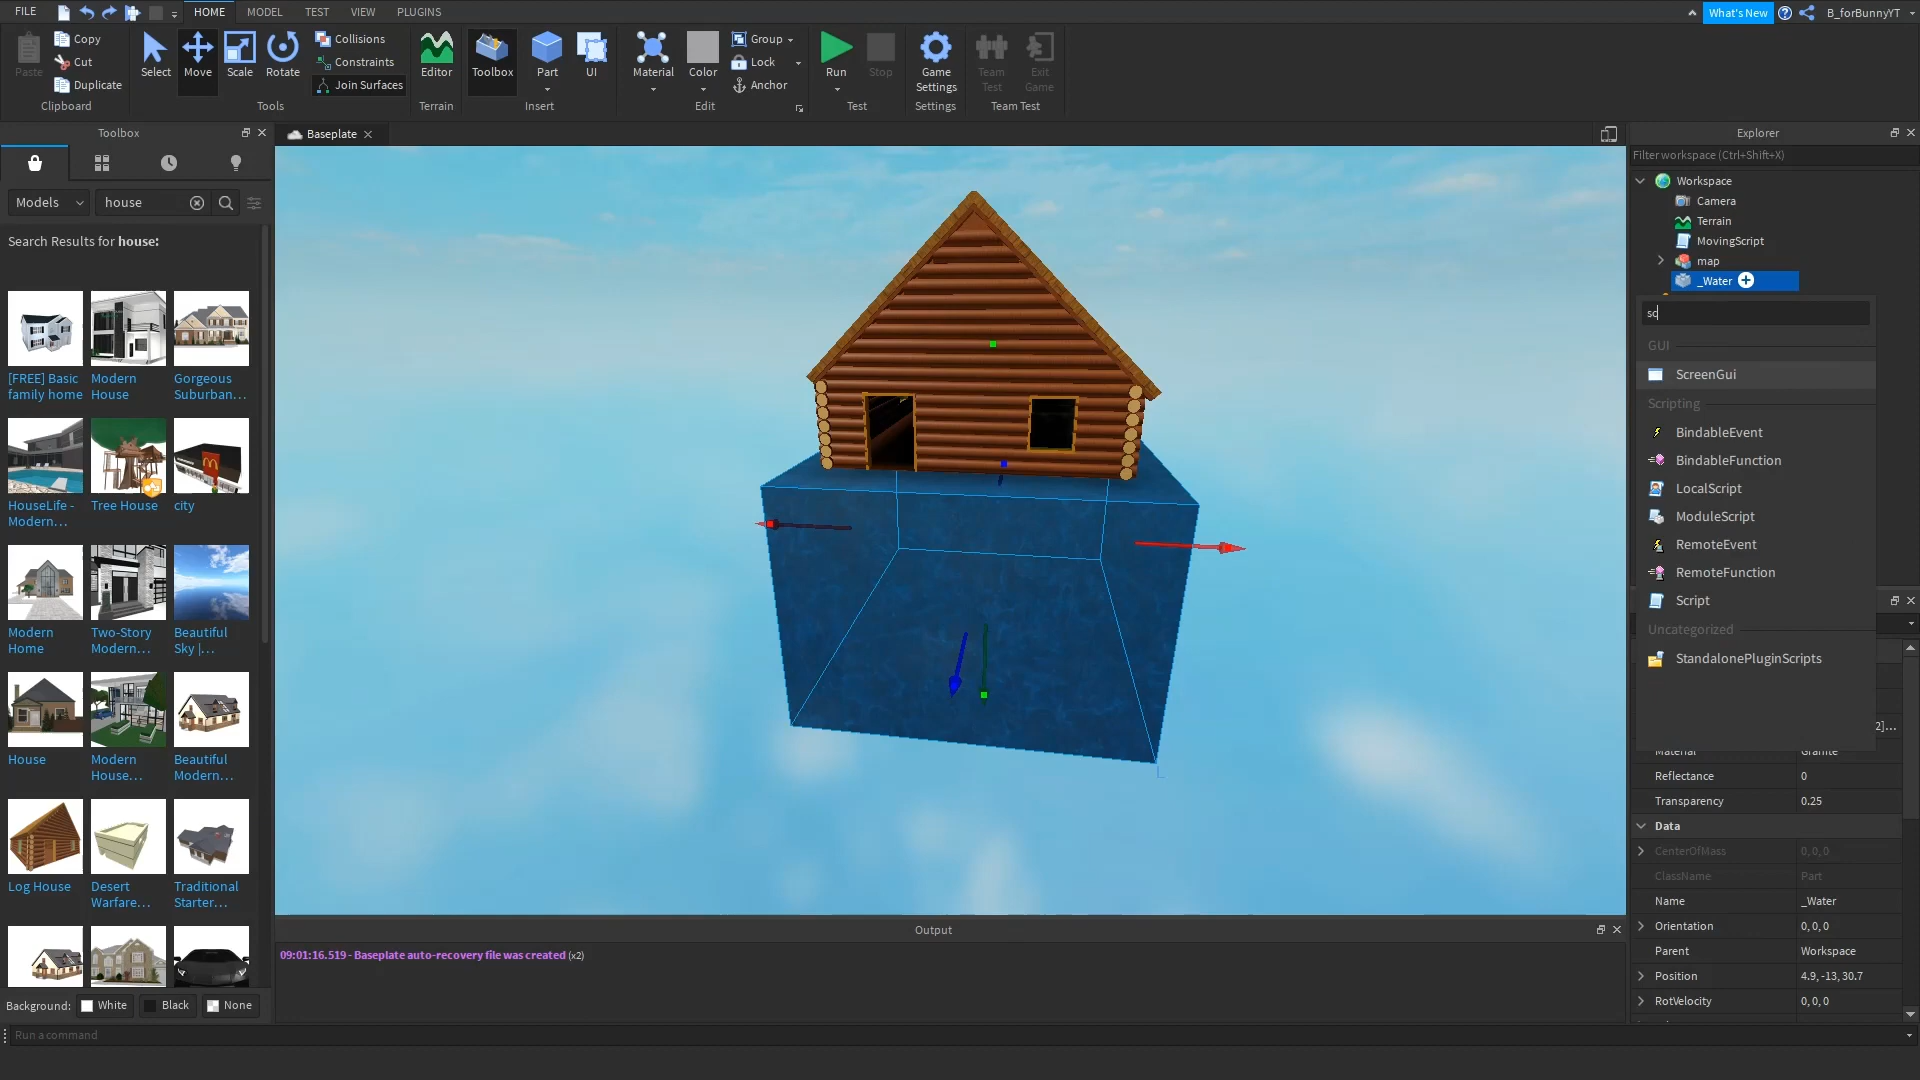 FILE
HOME
MODEL
TEST
VIEW
PLUGINS
What's New
B_forBunnyYT
Paste
Copy
Cut
Duplicate
Clipboard
Select
Move
Scale
Rotate
Collisions
Constraints
Join Surfaces
Tools
Editor
Terrain
Toolbox
Part
UI
Insert
Material
Color
Group
Lock
Anchor
Edit
Run
Stop
Test
Game
Settings
Settings
Team
Test
Exit
Game
Team Test
Toolbox
Models
house
Search Results for house:
[FREE] Basic
family home
Modern
House
Gorgeous
Suburban...
HouseLife -
Modern...
Tree House
city
Modern
Home
Two-Story
Modern...
Beautiful
Sky |...
House
Modern
House...
Beautiful
Modern...
Log House
Desert
Warfare...
Traditional
Starter...
Background:
White
Black
None
Baseplate
Output
09:01:16.519 - Baseplate auto-recovery file was created (x2)
Run a command
Explorer
Filter workspace (Ctrl+Shift+X)
Workspace
Camera
Terrain
MovingScript
map
_Water
sc
GUI
ScreenGui
Scripting
BindableEvent
BindableFunction
LocalScript
ModuleScript
RemoteEvent
RemoteFunction
Script
Uncategorized
StandalonePluginScripts
2]...
Material
Granite
Reflectance
0
Transparency
0.25
Data
CenterOfMass
0, 0, 0
ClassName
Part
Name
_Water
Orientation
0, 0, 0
Parent
Workspace
Position
4.9, -13, 30.7
RotVelocity
0, 0, 0